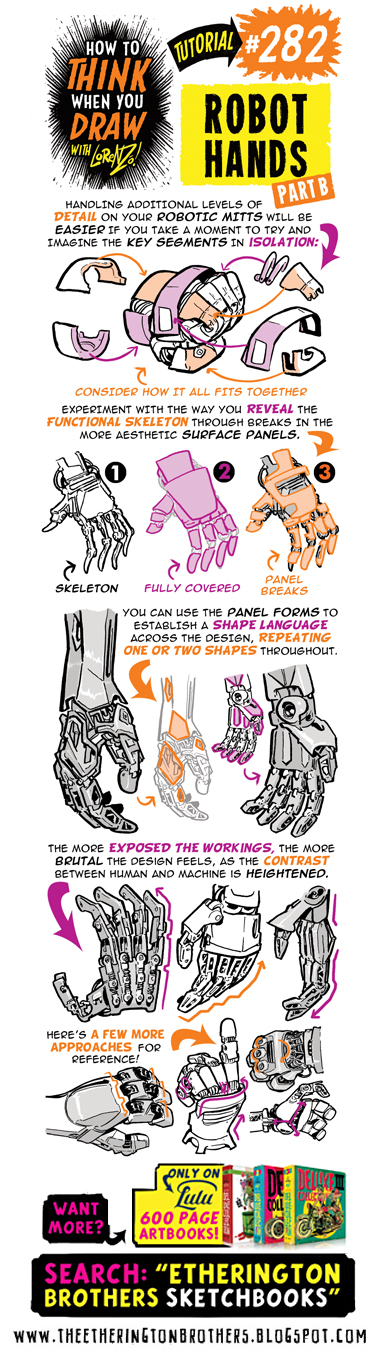 HOW TO
THINK
WHEN YOU
DRAW
WITH LORENZO!
TUTORIAL
#282
ROBOT
HANDS
PART B
HANDLING ADDITIONAL LEVELS OF
DETAIL ON YOUR ROBOTIC MITTS WILL BE
EASIER IF YOU TAKE A MOMENT TO TRY AND
IMAGINE THE KEY SEGMENTS IN ISOLATION:
CONSIDER HOW IT ALL FITS TOGETHER
EXPERIMENT WITH THE WAY YOU REVEAL THE
FUNCTIONAL SKELETON THROUGH BREAKS IN THE
MORE AESTHETIC SURFACE PANELS.
1
2
3
SKELETON
FULLY COVERED
PANEL
BREAKS
YOU CAN USE THE PANEL FORMS TO
ESTABLISH A SHAPE LANGUAGE
ACROSS THE DESIGN, REPEATING
ONE OR TWO SHAPES THROUGHOUT.
THE MORE EXPOSED THE WORKINGS, THE MORE
BRUTAL THE DESIGN FEELS, AS THE CONTRAST
BETWEEN HUMAN AND MACHINE IS HEIGHTENED.
HERE'S A FEW MORE
APPROACHES FOR
REFERENCE!
WANT
MORE?
ONLY ON
Lulu
600 PAGE
ARTBOOKS!
DELUXE
III
SEARCH: "ETHERINGTON
BROTHERS SKETCHBOOKS"
WWW.THEETHERINGTONBROTHERS.BLOGSPOT.COM